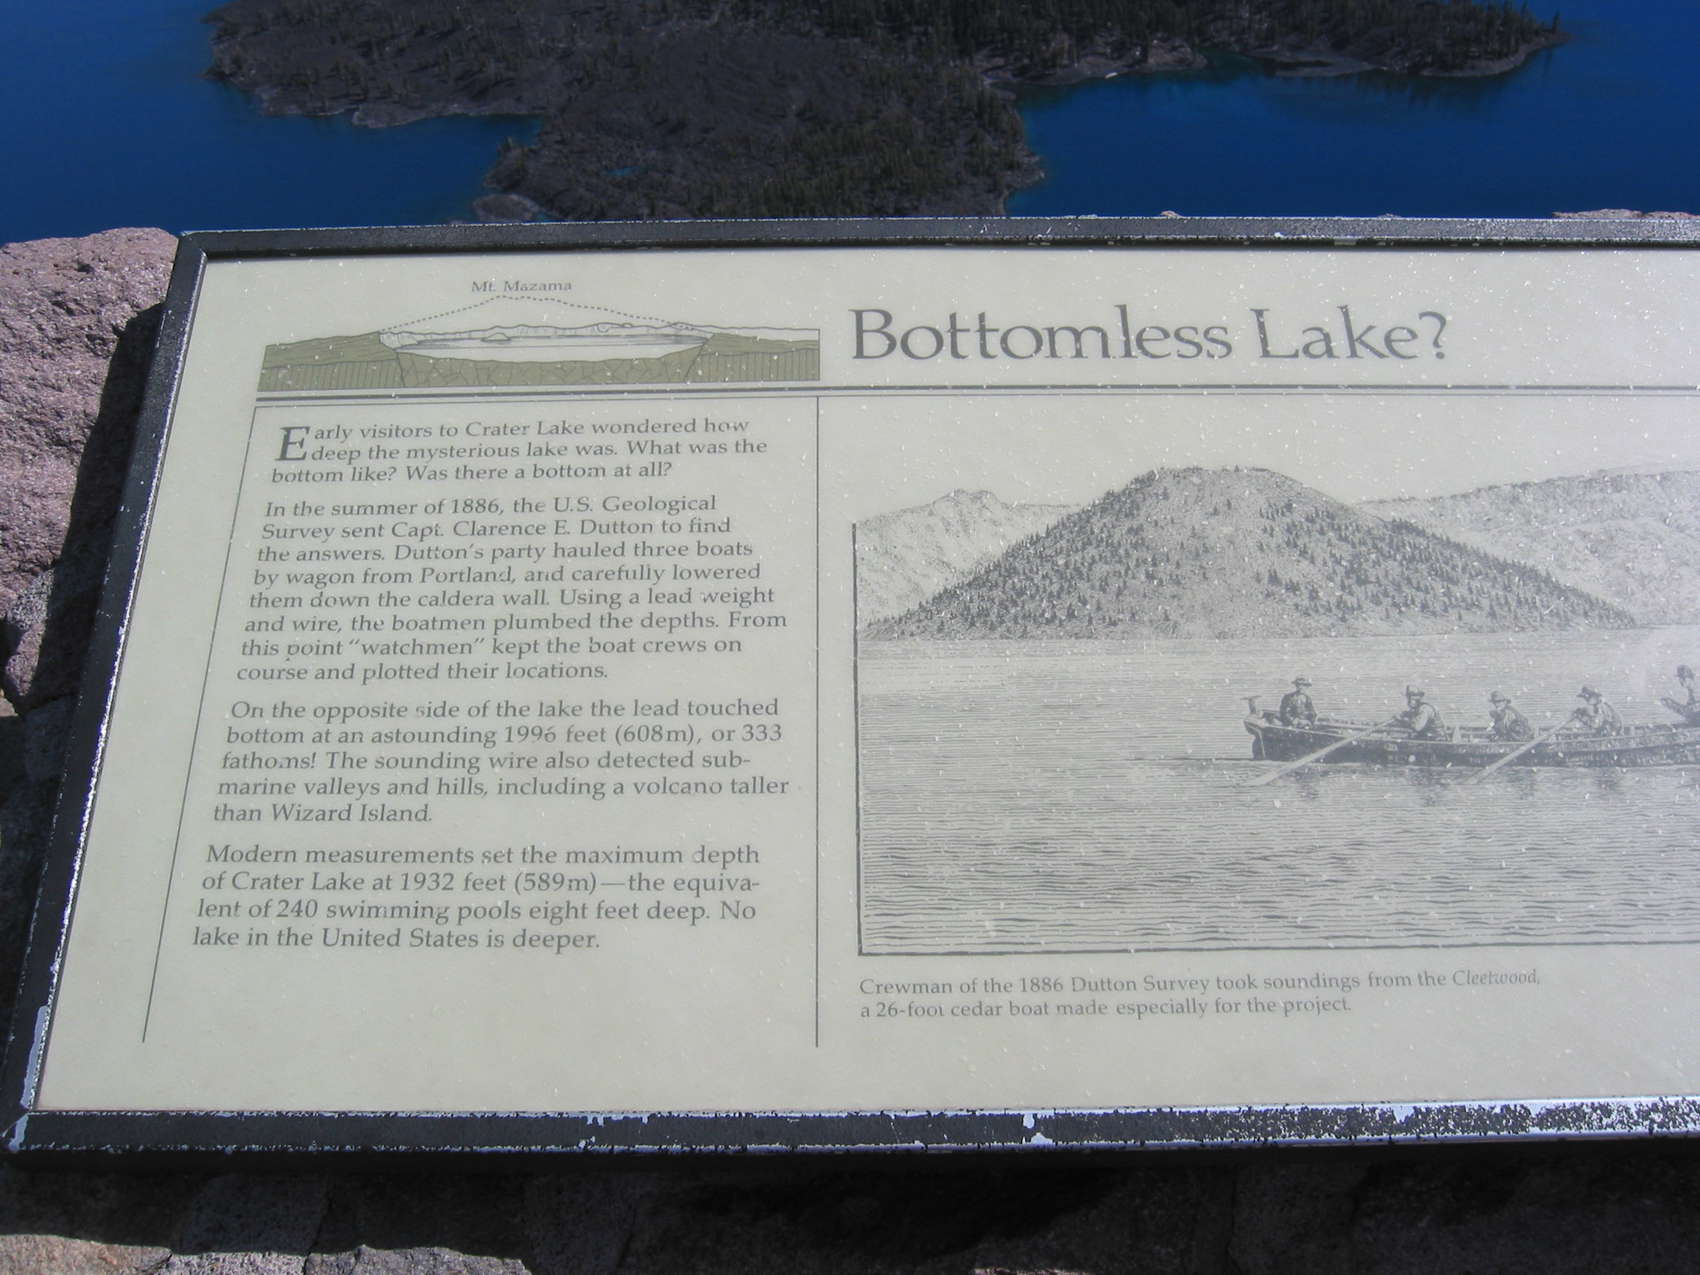 Mt. Mazama
Bottomless Lake?
Early visitors to Crater Lake wondered how
deep the mysterious lake was. What was the
bottom like? Was there a bottom at all?
In the summer of 1886, the U.S. Geological
Survey sent Capt. Clarence E. Dutton to find
the answers. Dutton's party hauled three boats
by wagon from Portland, and carefully lowered
them down the caldera wall. Using a lead weight
and wire, the boatmen plumbed the depths. From
this point "watchmen" kept the boat crews on
course and plotted their locations.
On the opposite side of the lake the lead touched
bottom at an astounding 1996 feet (608m), or 333
fathoms! The sounding wire also detected sub-
marine valleys and hills, including a volcano taller
than Wizard Island.
Modern measurements set the maximum depth
of Crater Lake at 1932 feet (589m)—the equiva-
lent of 240 swimming pools eight feet deep. No
lake in the United States is deeper.
Crewman of the 1886 Dutton Survey took soundings from the Cleetwood,
a 26-foot cedar boat made especially for the project.